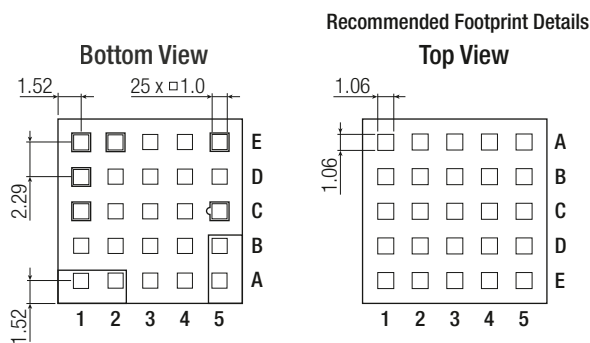 Recommended Footprint Details
Bottom View
Top View
1.52
25 x □1.0
1.06
E
D
C
B
A
2.29
1.52
1 2 3 4 5
1.06
A
B
C
D
E
1 2 3 4 5